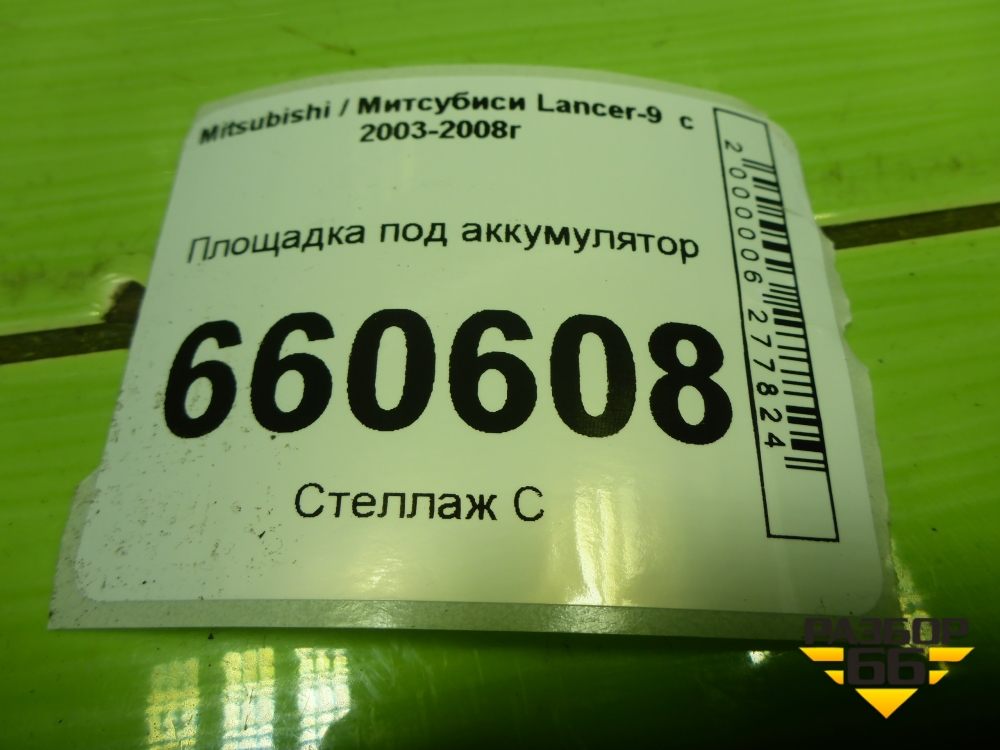 Mitsubishi / Митсубиси Lancer-9 с
2003-2008г
Площадка под аккумулятор
660608
Стеллаж С
2000006277824
РАЗБОР
66